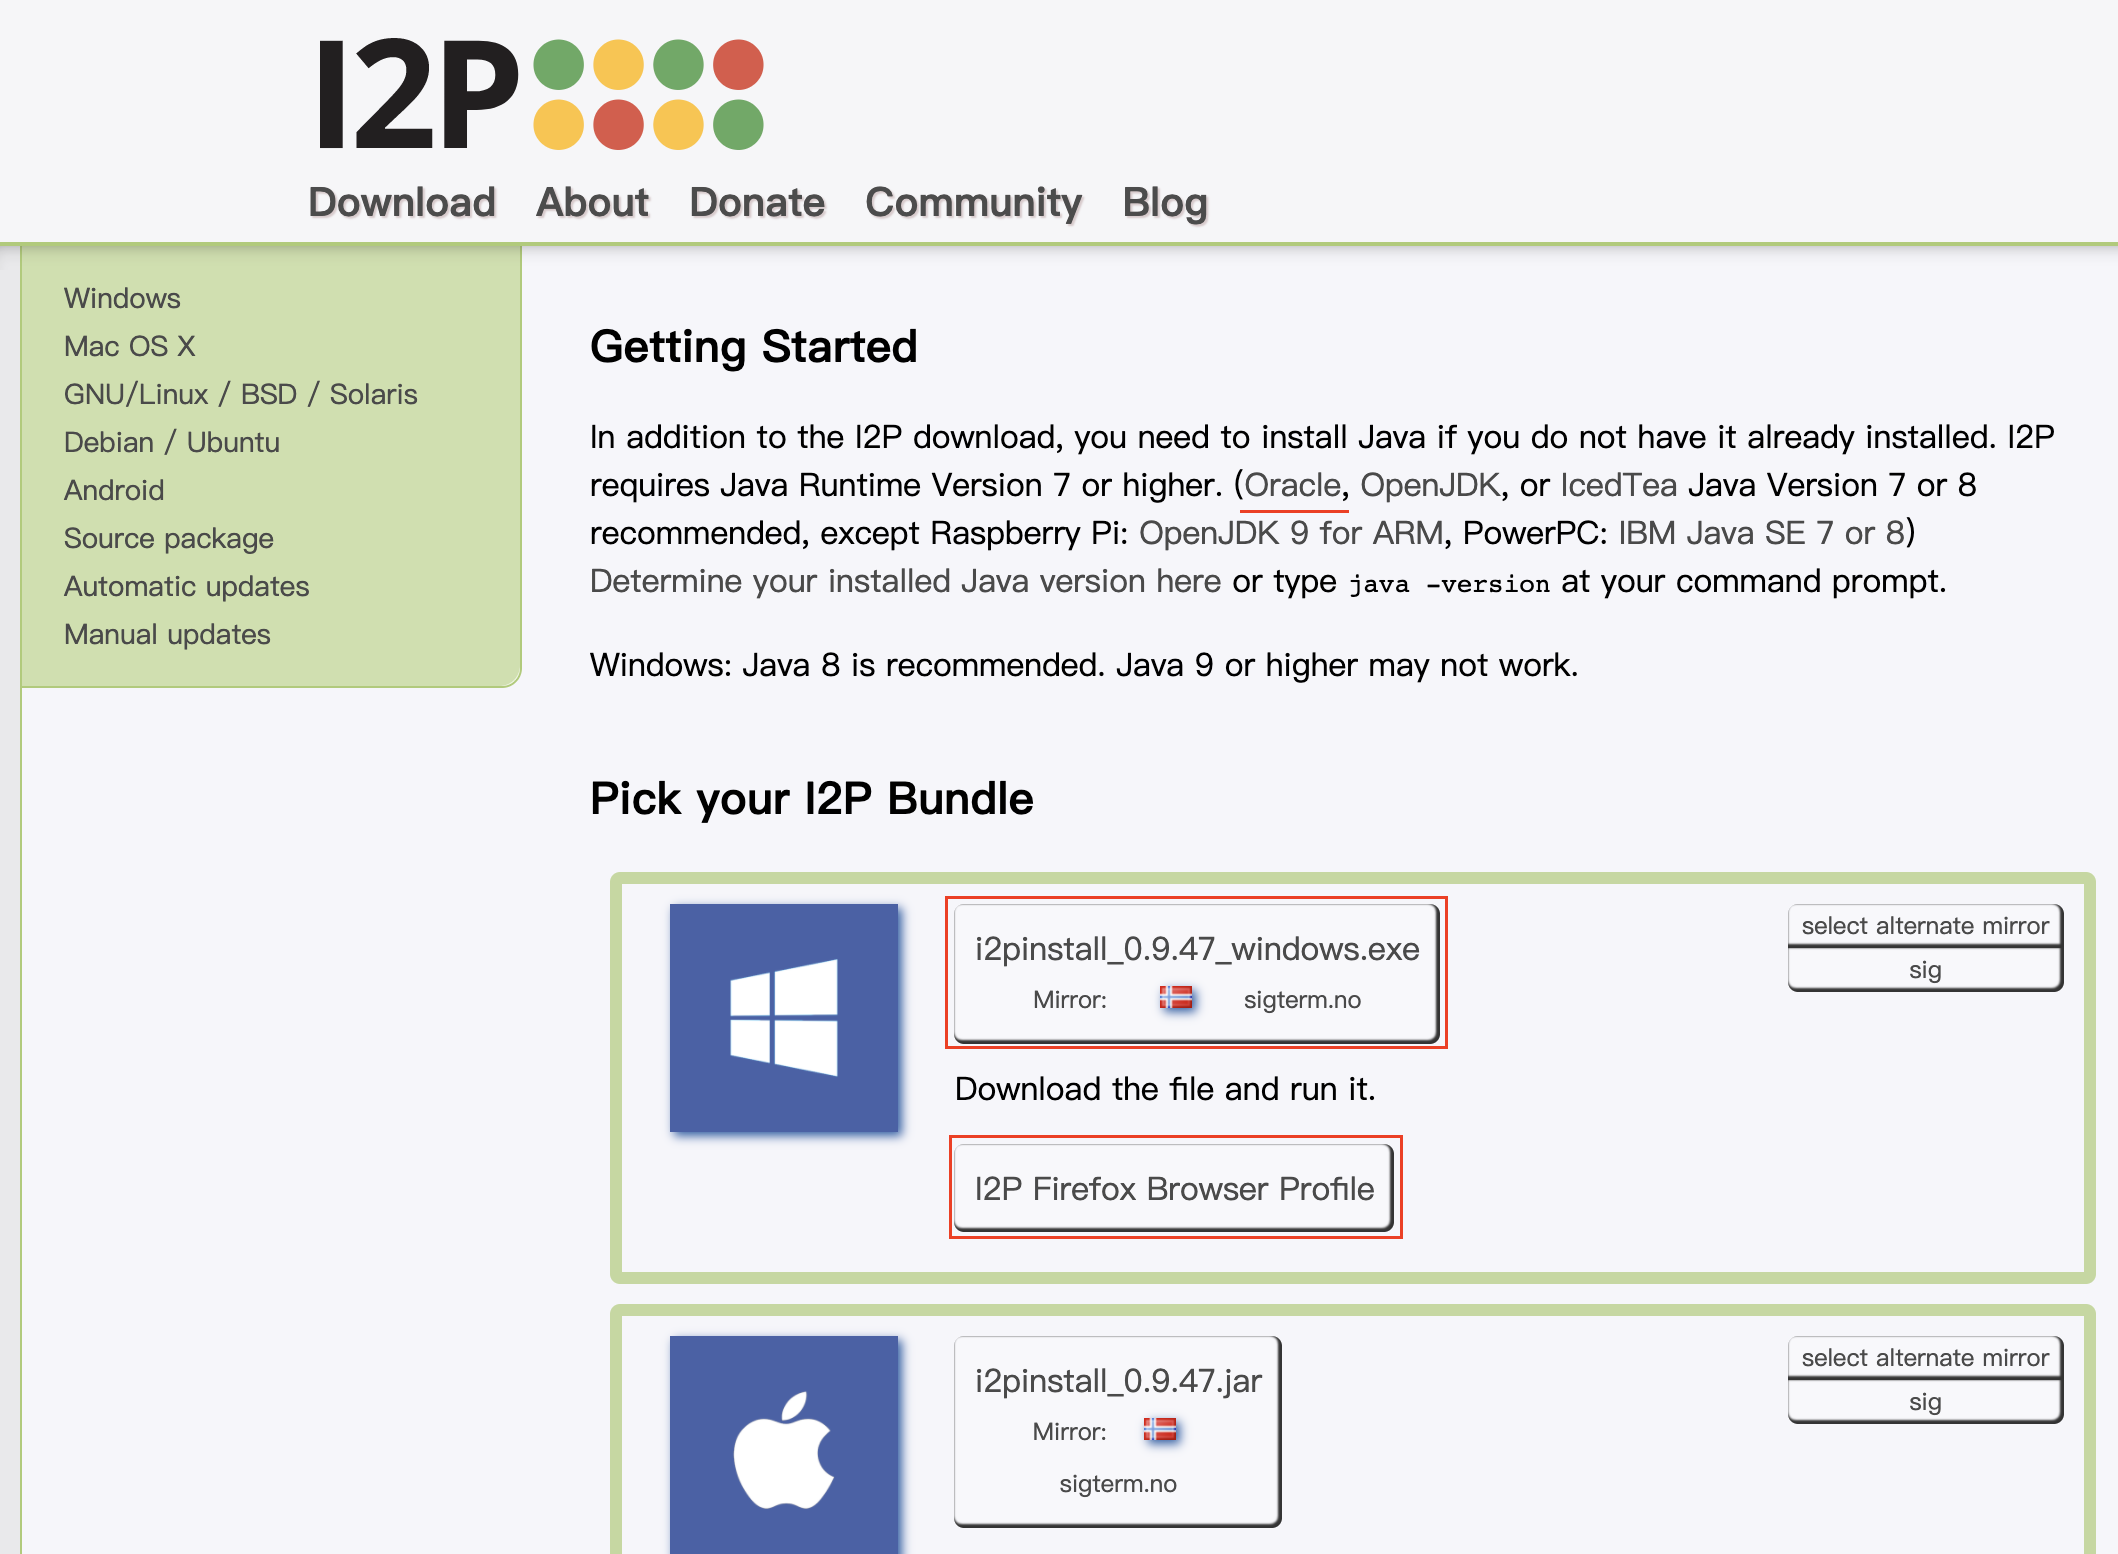 I2P
Download About Donate Community Blog
Windows
Mac OS X
GNU/Linux / BSD / Solaris
Debian / Ubuntu
Android
Source package
Automatic updates
Manual updates
Getting Started
In addition to the I2P download, you need to install Java if you do not have it already installed. I2P
requires Java Runtime Version 7 or higher. (Oracle, OpenJDK, or IcedTea Java Version 7 or 8
recommended, except Raspberry Pi: OpenJDK 9 for ARM, PowerPC: IBM Java SE 7 or 8)
Determine your installed Java version here or type java -version at your command prompt.
Windows: Java 8 is recommended. Java 9 or higher may not work.
Pick your I2P Bundle
i2pinstall_0.9.47_windows.exe
Mirror: sigterm.no
select alternate mirror
sig
Download the file and run it.
I2P Firefox Browser Profile
i2pinstall_0.9.47.jar
Mirror:
sigterm.no
select alternate mirror
sig